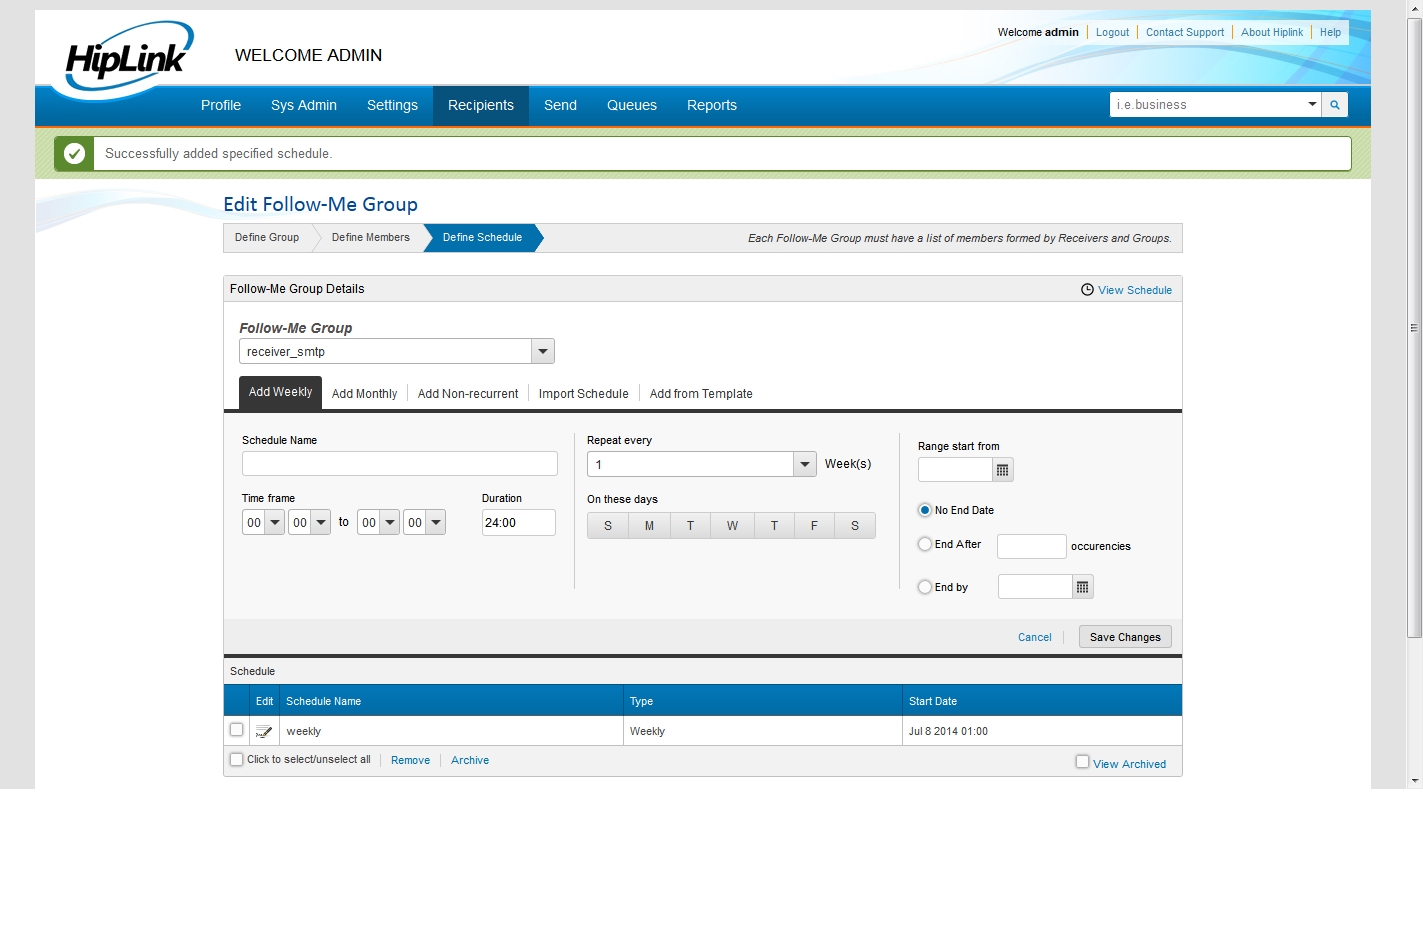 HipLink
WELCOME ADMIN
Welcome admin Logout Contact Support About Hiplink Help
Profile Sys Admin Settings Recipients Send Queues Reports i.e.business
Successfully added specified schedule.
Edit Follow-Me Group
Define Group Define Members Define Schedule Each Follow-Me Group must have a list of members formed by Receivers and Groups.
Follow-Me Group Details View Schedule
Follow-Me Group
receiver_smtp
Add Weekly Add Monthly Add Non-recurrent Import Schedule Add from Template
Schedule Name Repeat every Range start from
1 Week(s)
Time frame Duration On these days
00 00 to 00 00 24:00 S M T W T F S
No End Date
End After occurencies
End by
Cancel Save Changes
Schedule
Edit Schedule Name Type Start Date
weekly Weekly Jul 8 2014 01:00
Click to select/unselect all Remove Archive View Archived